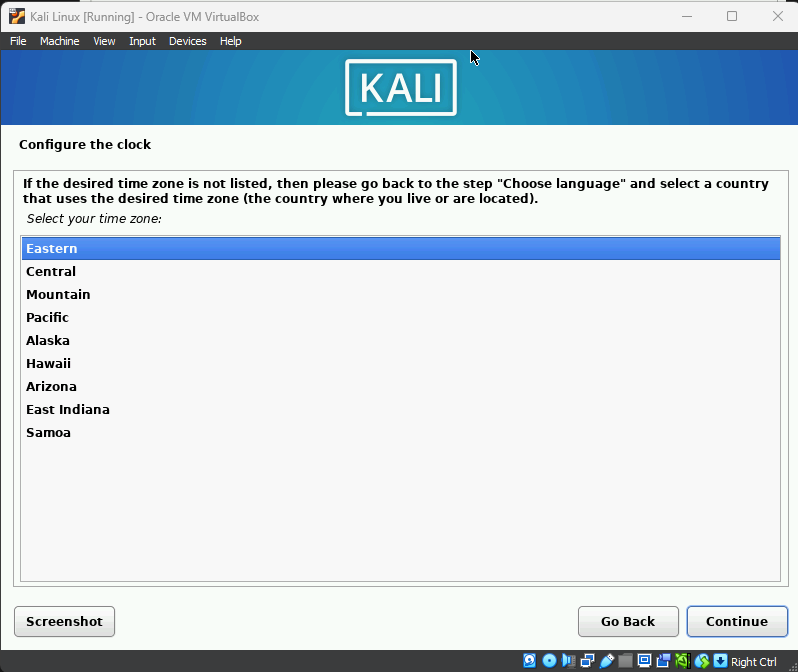 Kali Linux [Running] - Oracle VM VirtualBox
File Machine View Input Devices Help
KALI
Configure the clock
If the desired time zone is not listed, then please go back to the step "Choose language" and select a country
that uses the desired time zone (the country where you live or are located).
Select your time zone:
Eastern
Central
Mountain
Pacific
Alaska
Hawaii
Arizona
East Indiana
Samoa
Screenshot Go Back Continue
Right Ctrl